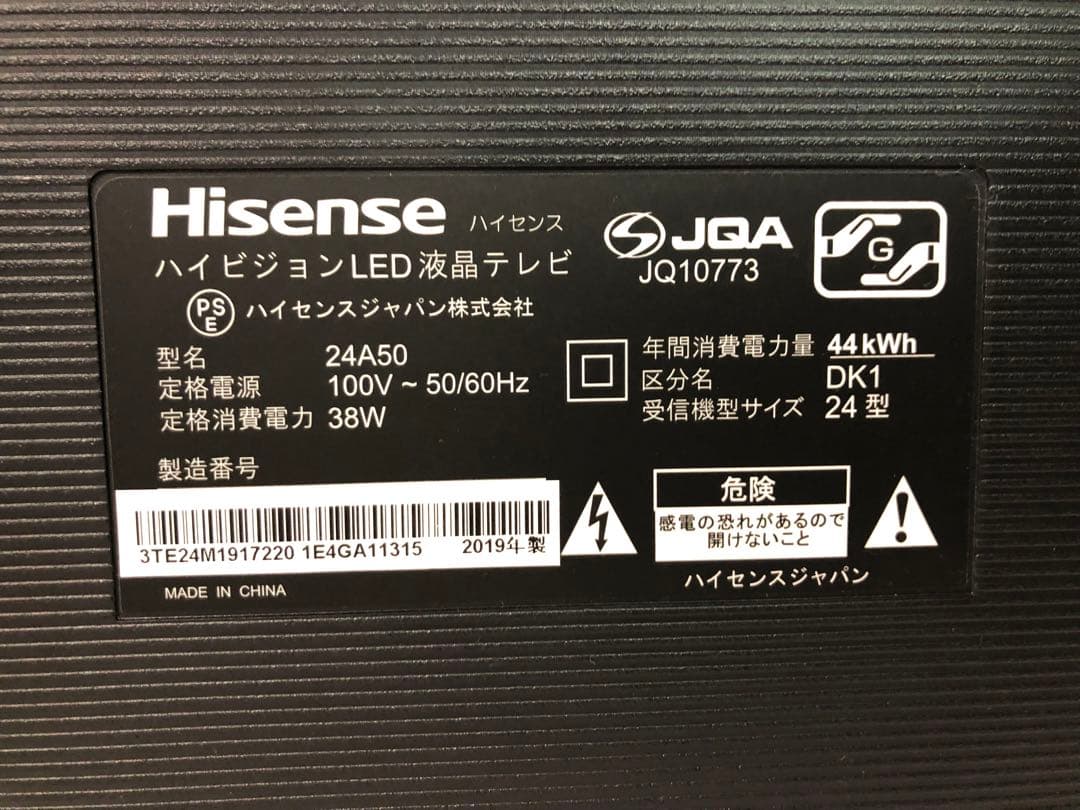 Hisense ハイセンス
ハイビジョンLED液晶テレビ
PSE ハイセンスジャパン株式会社
JQA
JQ10773
G
型名 24A50
定格電源 100V ~ 50/60Hz
定格消費電力 38W
年間消費電力量 44kWh
区分名 DK1
受信機型サイズ 24型
製造番号
3TE24M1917220 1E4GA11315 2019年製
MADE IN CHINA
危険
感電の恐れがあるので
開けないこと
ハイセンスジャパン